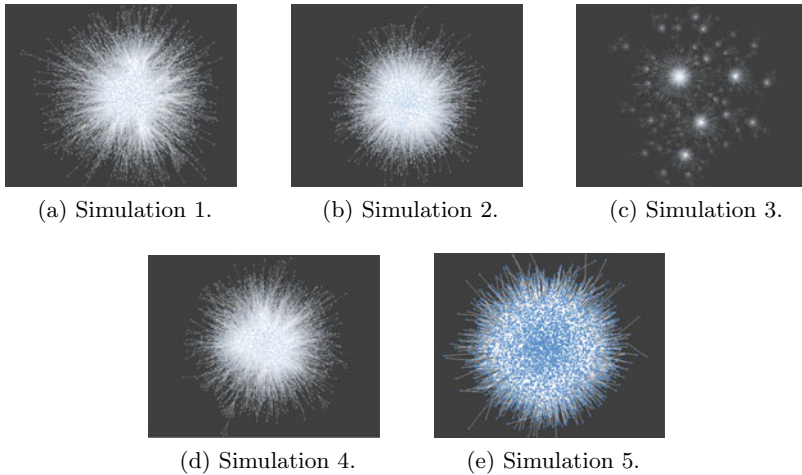 (a) Simulation 1.
(b) Simulation 2.
(c) Simulation 3.
(d) Simulation 4.
(e) Simulation 5.